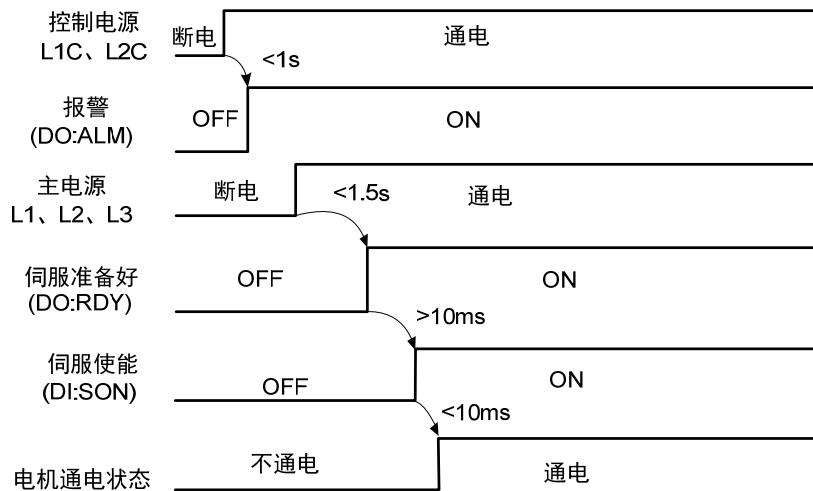 控制电源
L1C、L2C
断电
通电
<1s
报警
(DO:ALM)
OFF
ON
主电源
L1、L2、L3
断电
<1.5s
通电
伺服准备好
(DO:RDY)
OFF
ON
>10ms
伺服使能
(DI:SON)
OFF
ON
<10ms
电机通电状态
不通电
通电